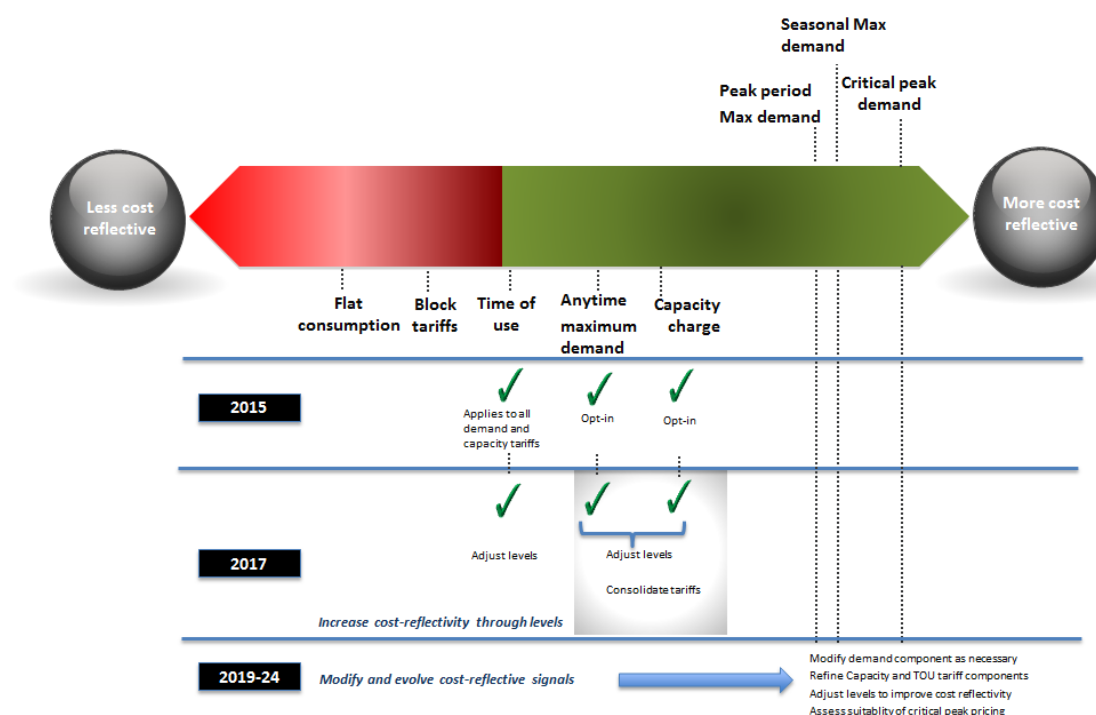 Seasonal Max
demand
Peak period
Max demand
Critical peak
demand
Less cost
reflective
More cost
reflective
Flat
consumption
Block
tariffs
Time of
use
Anytime
maximum
demand
Capacity
charge
2015
Applies to all
demand and
capacity tariffs
Opt-in
Opt-in
2017
Adjust levels
Adjust levels
Consolidate tariffs
Increase cost-reflectivity through levels
2019-24
Modify and evolve cost-reflective signals
Modify demand component as necessary
Refine Capacity and TOU tariff components
Adjust levels to improve cost reflectivity
Assess suitablity of critical peak pricing